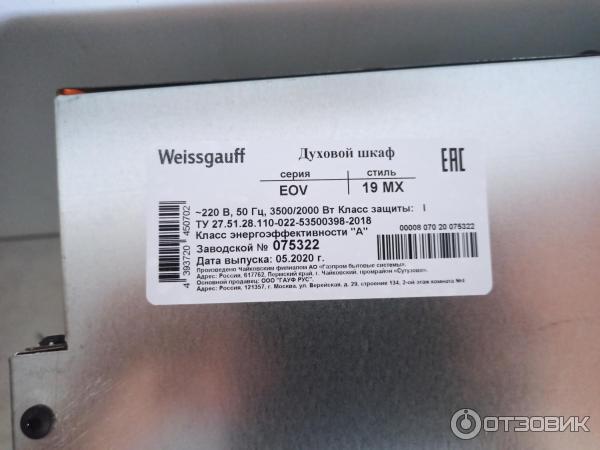 Weissgauff
Духовой шкаф
EAC
серия
стиль
EOV
19 MX
~220 В, 50 Гц, 3500/2000 Вт Класс защиты: I
ТУ 27.51.28.110-022-53500398-2018
Класс энергоэффективности "А"
Заводской № 075322
Дата выпуска: 05.2020 г.
00008 070 20 075322
4 393720 450702
Произведено Чайковским филиалом АО «Газпром бытовые системы».
Адрес: Россия, 617762, Пермский край, г. Чайковский, промрайон «Сутузово».
Основной продавец: ООО "ГАУФ РУС"
Адрес: Россия, 121357, г. Москва, ул. Верейская, д. 29, строение 134, 2-ой этаж комната №4
ОТЗОВИК